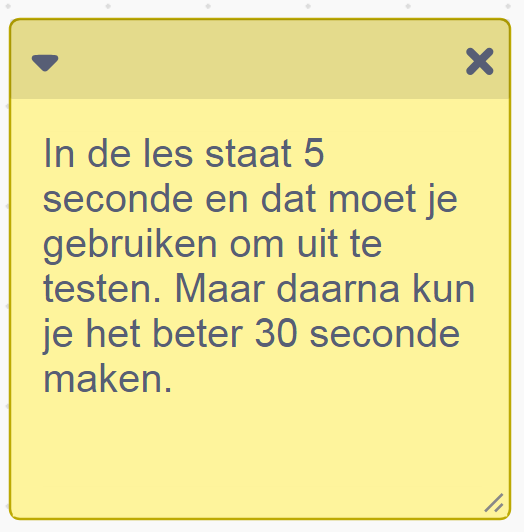 In de les staat 5
seconde en dat moet je
gebruiken om uit te
testen. Maar daarna kun
je het beter 30 seconde
maken.